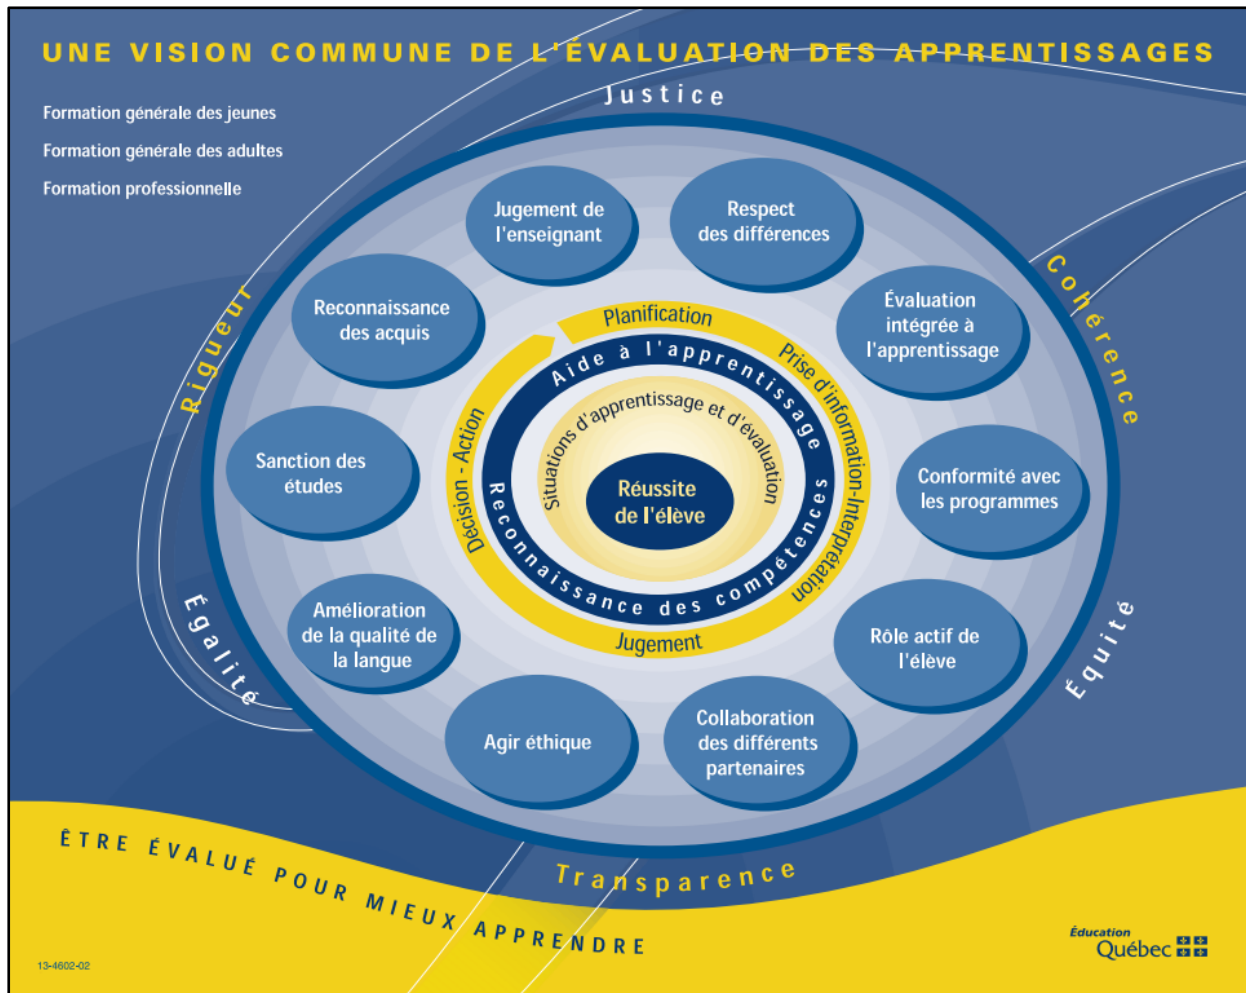 UNE VISION COMMUNE DE L'ÉVALUATION DES APPRENTISSAGES
Formation générale des jeunes
Formation générale des adultes
Formation professionnelle
Justice
Cohérence
Équité
Transparence
Égalité
Rigueur
Jugement de
l'enseignant
Respect
des différences
Évaluation
intégrée à
l'apprentissage
Conformité avec
les programmes
Rôle actif de
l'élève
Collaboration
des différents
partenaires
Agir éthique
Amélioration
de la qualité de
la langue
Sanction des
études
Reconnaissance
des acquis
Planification
Prise d'information-Interprétation
Jugement
Décision - Action
Aide à l'apprentissage
Reconnaissance des compétences
Situations d'apprentissage et d'évaluation
Réussite
de l'élève
ÊTRE ÉVALUÉ POUR MIEUX APPRENDRE
Éducation
Québec
13-4602-02